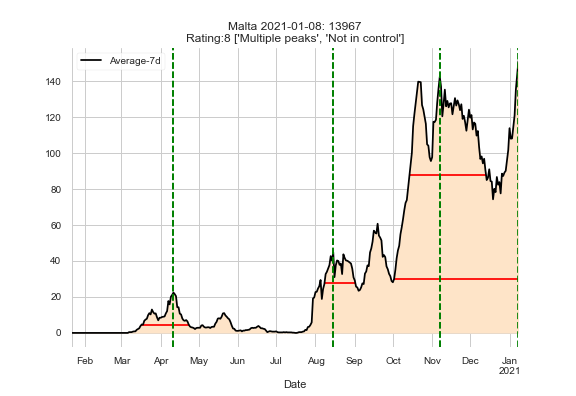 Malta 2021-01-08: 13967
Rating:8 ['Multiple peaks', 'Not in control']
Average-7d
140
120
100
80
60
40
20
0
Feb Mar Apr May Jun Jul Aug Sep Oct Nov Dec Jan
2021
Date